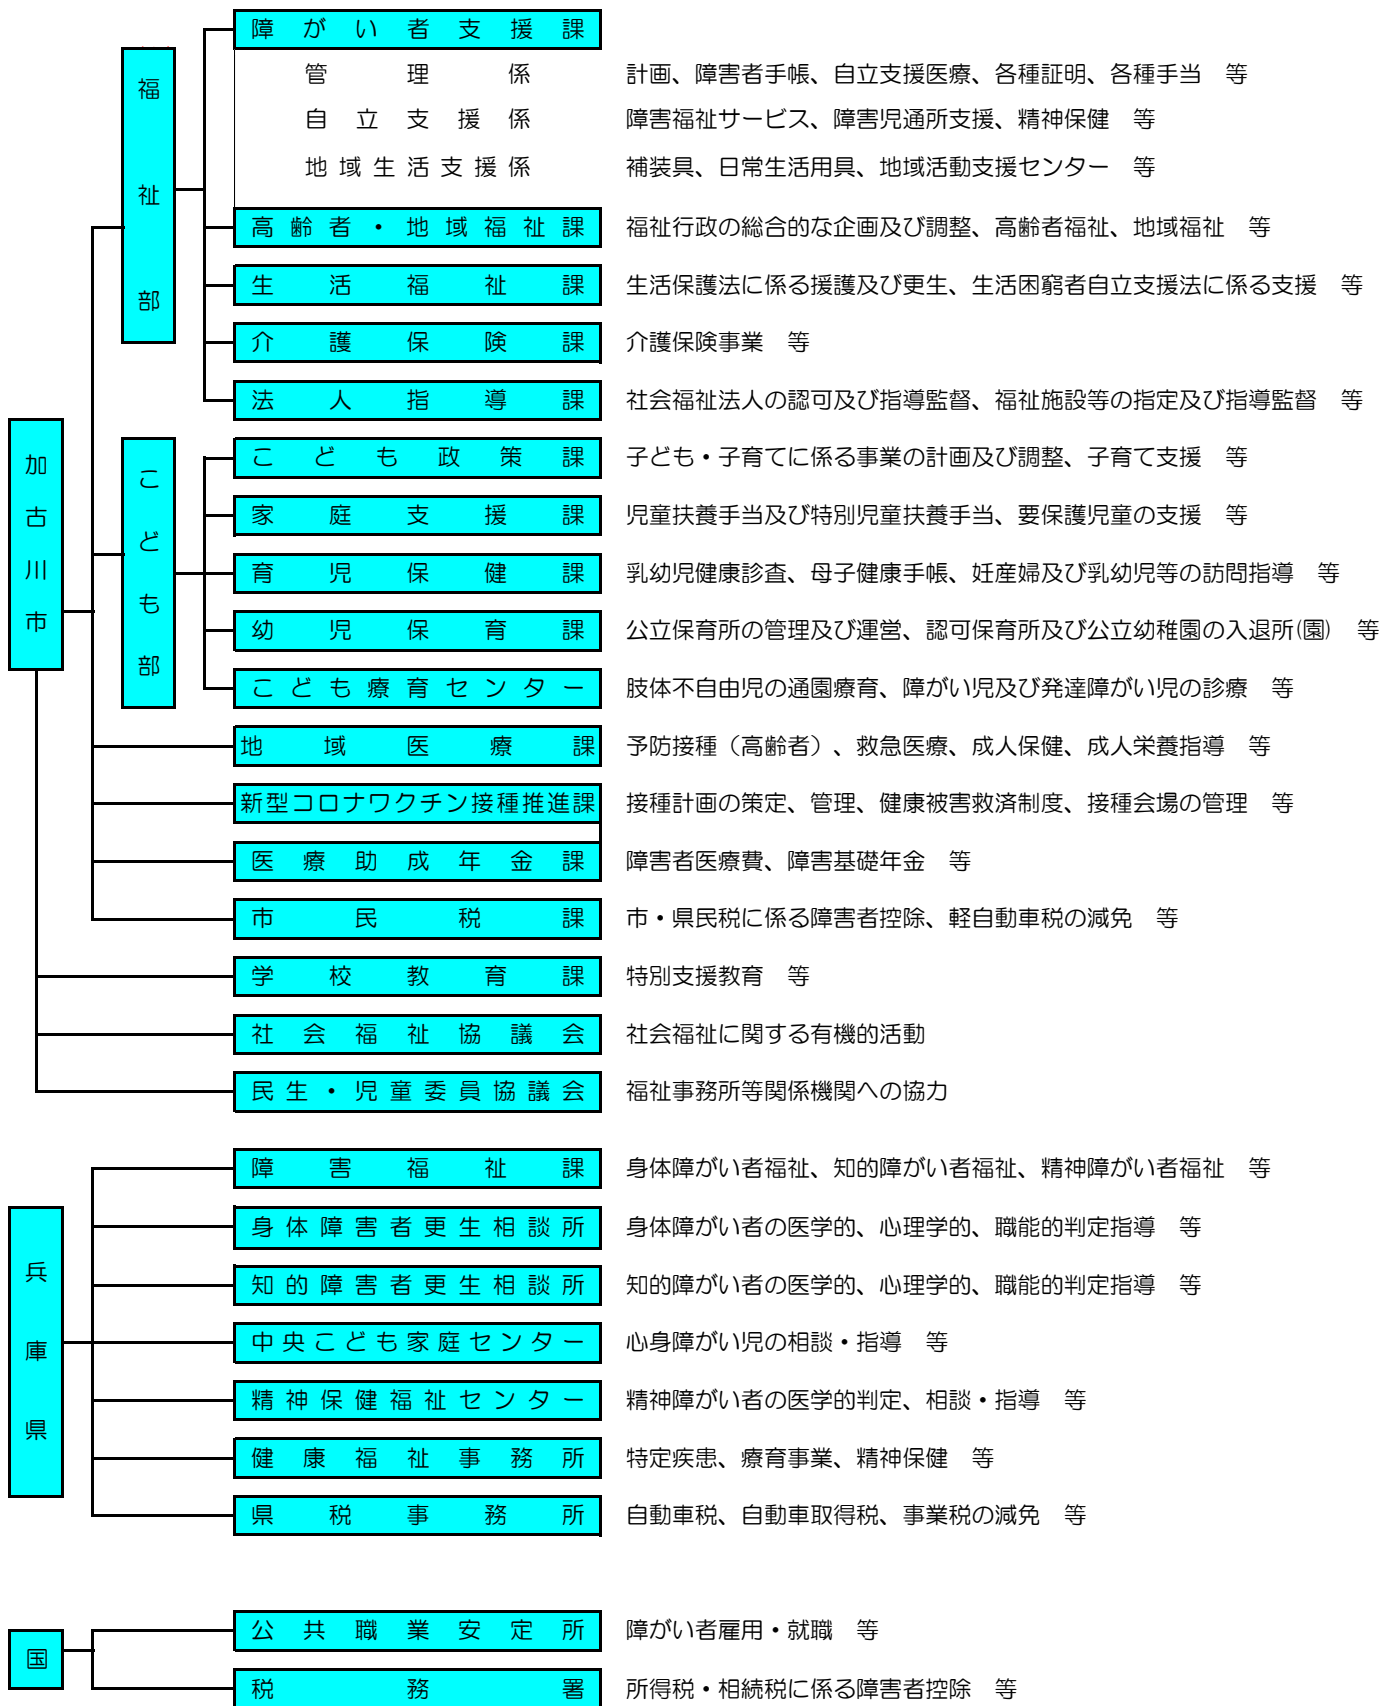 加古川市
福祉部
障がい者支援課
管理係 計画、障害者手帳、自立支援医療、各種証明、各種手当 等
自立支援係 障害福祉サービス、障害児通所支援、精神保健 等
地域生活支援係 補装具、日常生活用具、地域活動支援センター 等
高齢者・地域福祉課 福祉行政の総合的な企画及び調整、高齢者福祉、地域福祉 等
生活福祉課 生活保護法に係る援護及び更生、生活困窮者自立支援法に係る支援 等
介護保険課 介護保険事業 等
法人指導課 社会福祉法人の認可及び指導監督、福祉施設等の指定及び指導監督 等
こども部
こども政策課 子ども・子育てに係る事業の計画及び調整、子育て支援 等
家庭支援課 児童扶養手当及び特別児童扶養手当、要保護児童の支援 等
育児保健課 乳幼児健康診査、母子健康手帳、妊産婦及び乳幼児等の訪問指導 等
幼児保育課 公立保育所の管理及び運営、認可保育所及び公立幼稚園の入退所(園) 等
こども療育センター 肢体不自由児の通園療育、障がい児及び発達障がい児の診療 等
地域医療課 予防接種（高齢者）、救急医療、成人保健、成人栄養指導 等
新型コロナワクチン接種推進課 接種計画の策定、管理、健康被害救済制度、接種会場の管理 等
医療助成年金課 障害者医療費、障害基礎年金 等
市民税課 市・県民税に係る障害者控除、軽自動車税の減免 等
学校教育課 特別支援教育 等
社会福祉協議会 社会福祉に関する有機的活動
民生・児童委員協議会 福祉事務所等関係機関への協力
兵庫県
障害福祉課 身体障がい者福祉、知的障がい者福祉、精神障がい者福祉 等
身体障害者更生相談所 身体障がい者の医学的、心理学的、職能的判定指導 等
知的障害者更生相談所 知的障がい者の医学的、心理学的、職能的判定指導 等
中央こども家庭センター 心身障がい児の相談・指導 等
精神保健福祉センター 精神障がい者の医学的判定、相談・指導 等
健康福祉事務所 特定疾患、療育事業、精神保健 等
県税事務所 自動車税、自動車取得税、事業税の減免 等
国
公共職業安定所 障がい者雇用・就職 等
税務署 所得税・相続税に係る障害者控除 等